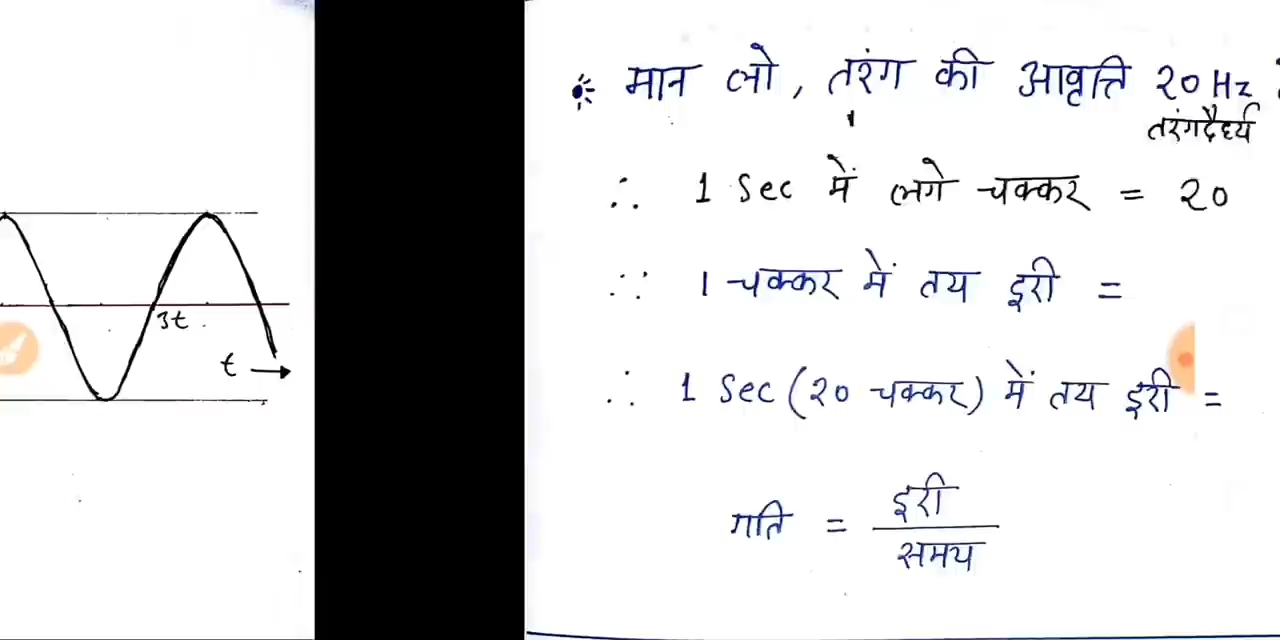 3t
t →
मान लो, तरंग की आवृत्ति 20 Hz
तरंगदैर्ध्य
∴ 1 Sec में लगे चक्कर = 20
∵ 1 चक्कर में तय दूरी =
∴ 1 Sec (20 चक्कर) में तय दूरी =
गति = दूरी
समय